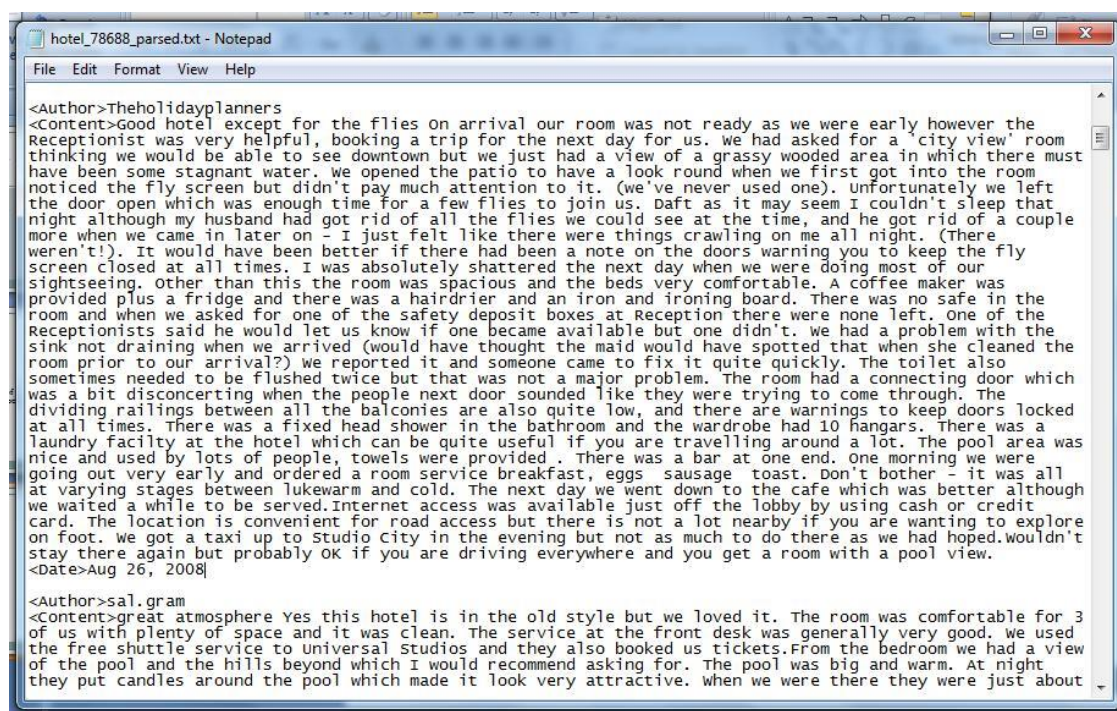 hotel_78688_parsed.txt - Notepad
File Edit Format View Help
<Author>Theholidayplanners
<Content>Good hotel except for the flies On arrival our room was not ready as we were early however the
Receptionist was very helpful, booking a trip for the next day for us. We had asked for a 'city view' room
thinking we would be able to see downtown but we just had a view of a grassy wooded area in which there must
have been some stagnant water. We opened the patio to have a look round when we first got into the room
noticed the fly screen but didn't pay much attention to it. (we've never used one). Unfortunately we left
the door open which was enough time for a few flies to join us. Daft as it may seem I couldn't sleep that
night although my husband had got rid of all the flies we could see at the time, and he got rid of a couple
more when we came in later on - I just felt like there were things crawling on me all night. (There
weren't!). It would have been better if there had been a note on the doors warning you to keep the fly
screen closed at all times. I was absolutely shattered the next day when we were doing most of our
sightseeing. Other than this the room was spacious and the beds very comfortable. A coffee maker was
provided plus a fridge and there was a hairdrier and an iron and ironing board. There was no safe in the
room and when we asked for one of the safety deposit boxes at Reception there were none left. One of the
Receptionists said he would let us know if one became available but one didn't. We had a problem with the
sink not draining when we arrived (would have thought the maid would have spotted that when she cleaned the
room prior to our arrival?) We reported it and someone came to fix it quite quickly. The toilet also
sometimes needed to be flushed twice but that was not a major problem. The room had a connecting door which
was a bit disconcerting when the people next door sounded like they were trying to come through. The
dividing railings between all the balconies are also quite low, and there are warnings to keep doors locked
at all times. There was a fixed head shower in the bathroom and the wardrobe had 10 hangars. There was a
laundry facilty at the hotel which can be quite useful if you are travelling around a lot. The pool area was
nice and used by lots of people, towels were provided . There was a bar at one end. One morning we were
going out very early and ordered a room service breakfast, eggs  sausage  toast. Don't bother - it was all
at varying stages between lukewarm and cold. The next day we went down to the cafe which was better although
we waited a while to be served.Internet access was available just off the lobby by using cash or credit
card. The location is convenient for road access but there is not a lot nearby if you are wanting to explore
on foot. We got a taxi up to Studio City in the evening but not as much to do there as we had hoped.Wouldn't
stay there again but probably OK if you are driving everywhere and you get a room with a pool view.
<Date>Aug 26, 2008
<Author>sal.gram
<Content>great atmosphere Yes this hotel is in the old style but we loved it. The room was comfortable for 3
of us with plenty of space and it was clean. The service at the front desk was generally very good. We used
the free shuttle service to Universal Studios and they also booked us tickets.From the bedroom we had a view
of the pool and the hills beyond which I would recommend asking for. The pool was big and warm. At night
they put candles around the pool which made it look very attractive. When we were there they were just about